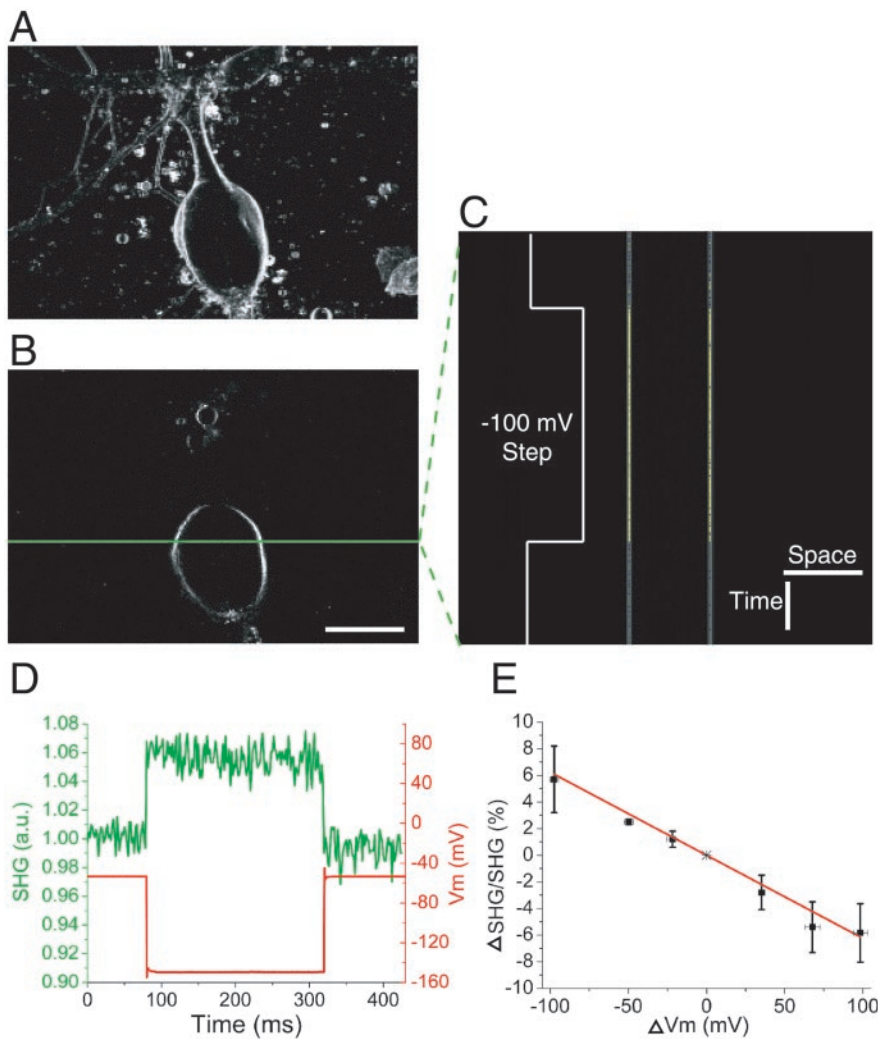 A
B
C
-100 mV
Step
Space
Time
D
SHG (a.u.)
1.08
1.06
1.04
1.02
1.00
0.98
0.96
0.94
0.92
0.90
80
40
0
-40
-80
-120
-160
Vm (mV)
0 100 200 300 400
Time (ms)
E
ΔSHG/SHG (%)
10
8
6
4
2
0
-2
-4
-6
-8
-10
-100 -50 0 50 100
ΔVm (mV)